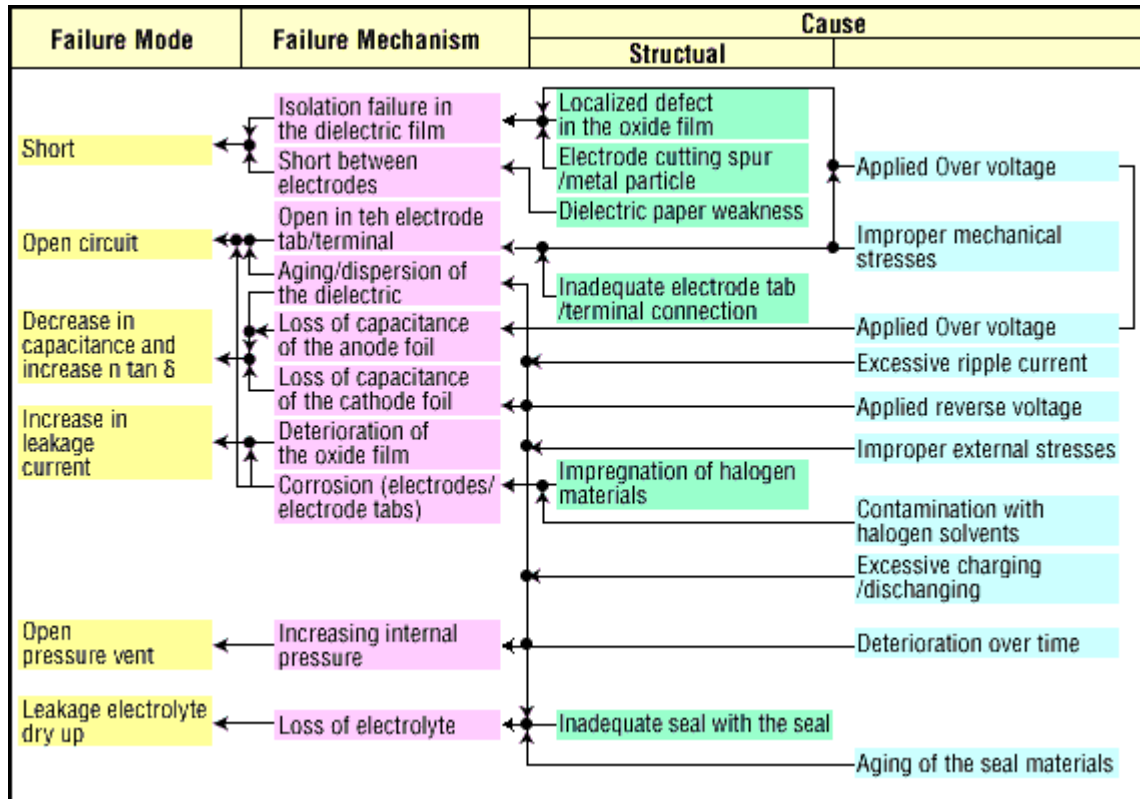 Failure Mode
Failure Mechanism
Cause
Structual
Short
Open circuit
Decrease in
capacitance and
increase n tan δ
Increase in
leakage
current
Open
pressure vent
Leakage electrolyte
dry up
Isolation failure in
the dielectric film
Short between
electrodes
Open in teh electrode
tab/terminal
Aging/dispersion of
the dielectric
Loss of capacitance
of the anode foil
Loss of capacitance
of the cathode foil
Deterioration of
the oxide film
Corrosion (electrodes/
electrode tabs)
Increasing internal
pressure
Loss of electrolyte
Localized defect
in the oxide film
Electrode cutting spur
/metal particle
Dielectric paper weakness
Inadequate electrode tab
/terminal connection
Impregnation of halogen
materials
Inadequate seal with the seal
Applied Over voltage
Improper mechanical
stresses
Applied Over voltage
Excessive ripple current
Applied reverse voltage
Improper external stresses
Contamination with
halogen solvents
Excessive charging
/dischanging
Deterioration over time
Aging of the seal materials